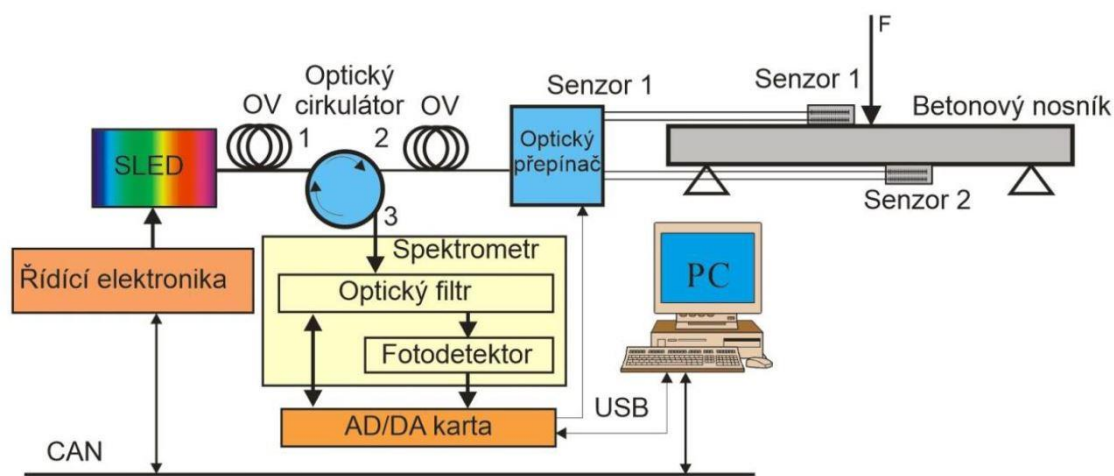 F
Optický
cirkulátor
OV
OV
1
2
3
Senzor 1
Senzor 1
Betonový nosník
SLED
Optický
přepínač
Senzor 2
Řídící elektronika
Spektrometr
Optický filtr
Fotodetektor
PC
AD/DA karta
USB
CAN